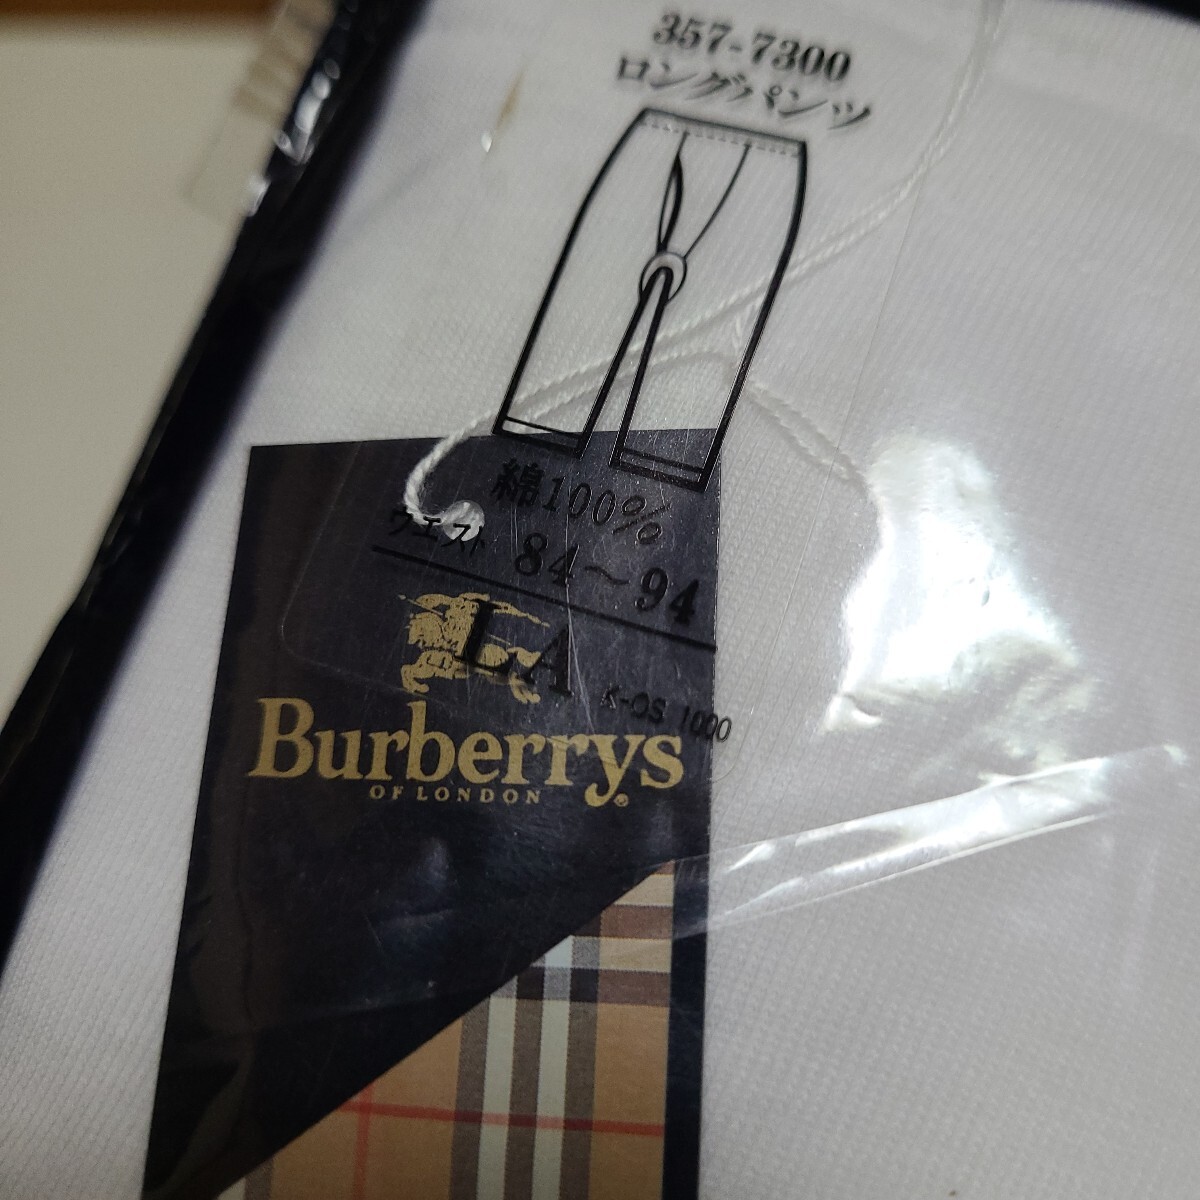 357-7300
ロングパンツ
綿100%
ウエスト 84～94
LA K-OS 1000
Burberrys
OF LONDON ®